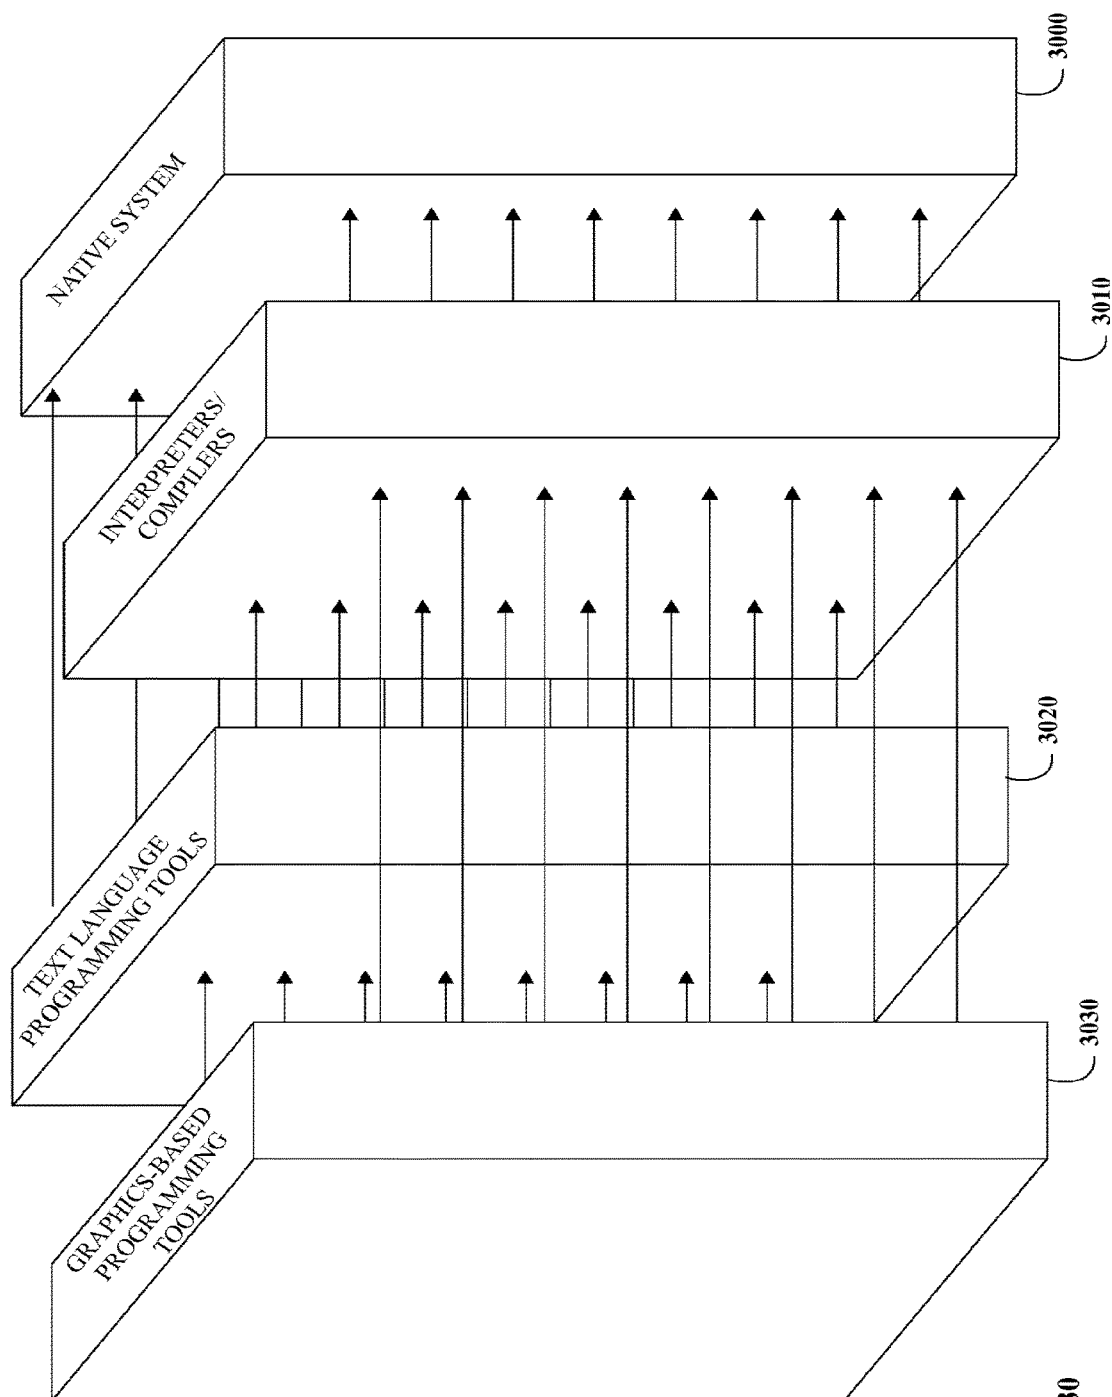 NATIVE SYSTEM
3000
INTERPRETERS/
COMPILERS
3010
TEXT LANGUAGE
PROGRAMMING TOOLS
3020
GRAPHICS-BASED
PROGRAMMING
TOOLS
3030